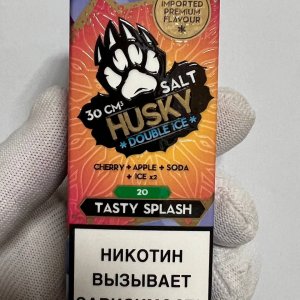 IMPORTED
PREMIUM
FLAVOUR
30 CM³
SALT
HUSKY
* DOUBLE ICE *
CHERRY + APPLE + SODA
+ ICE x2
20
TASTY SPLASH
НИКОТИН
ВЫЗЫВАЕТ